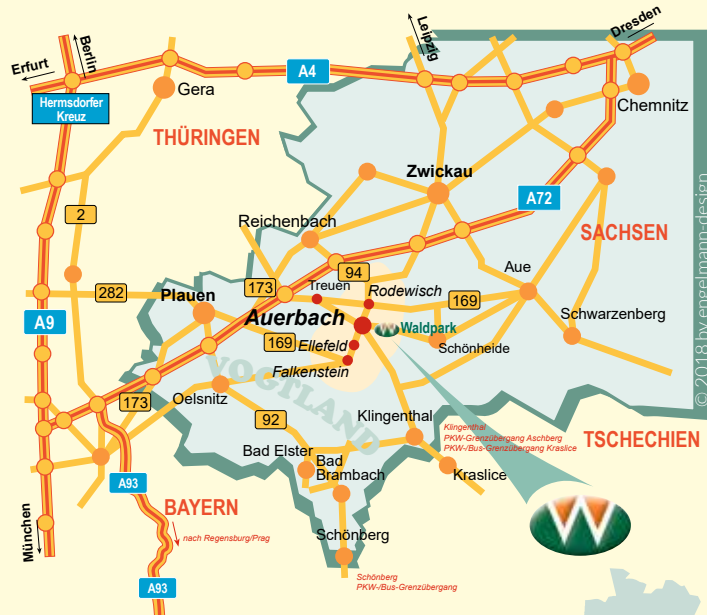 Leipzig
Dresden
Berlin
Erfurt
A4
Gera
Hermsdorfer
Kreuz
Chemnitz
THÜRINGEN
Zwickau
A72
2
Reichenbach
SACHSEN
94
Aue
173
Treuen
Rodewisch
282
Plauen
169
Auerbach
Waldpark
Schwarzenberg
A9
169
Ellefeld
Schönheide
Falkenstein
VOGTLAND
173
Oelsnitz
92
Klingenthal
Klingenthal
PKW-Grenzübergang Aschberg
PKW-/Bus-Grenzübergang Kraslice
TSCHECHIEN
Bad Elster
Bad
Brambach
Kraslice
A93
BAYERN
München
nach Regensburg/Prag
Schönberg
W
Schönberg
PKW-/Bus-Grenzübergang
A93
© 2018 by engelmann-design